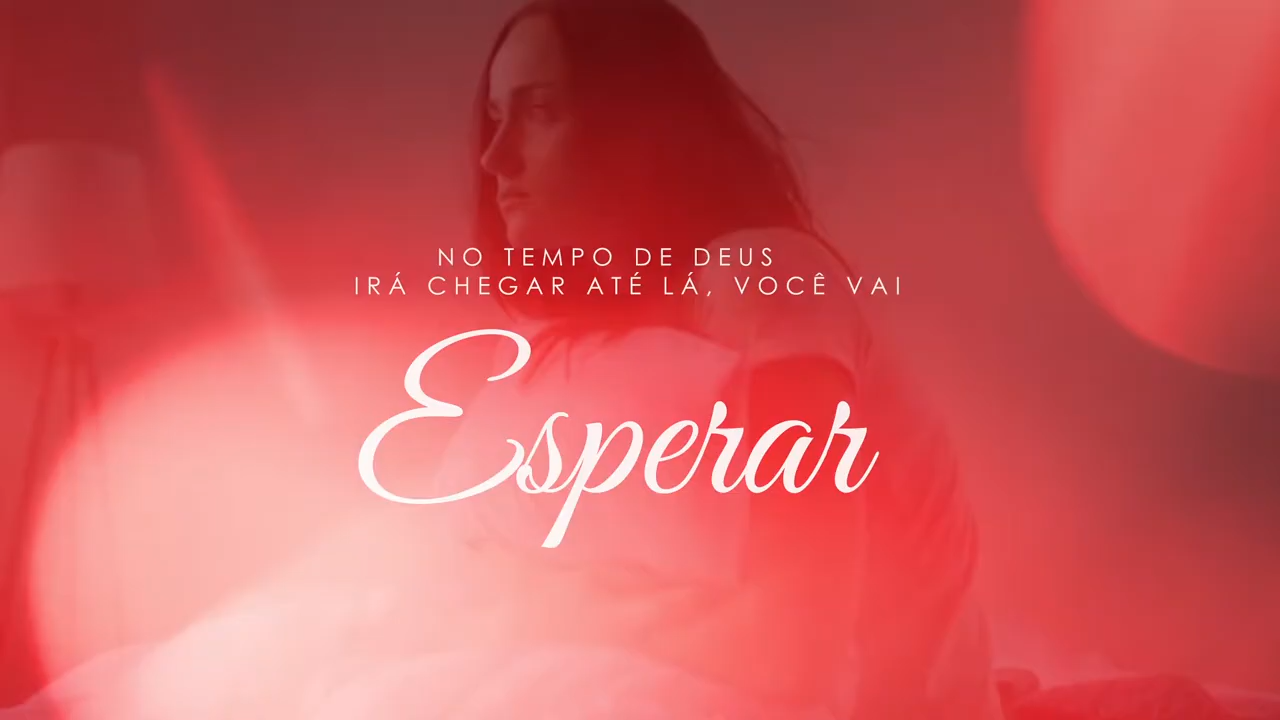 NO TEMPO DE DEUS
IRÁ CHEGAR ATÉ LÁ, VOCÊ VAI
Esperar